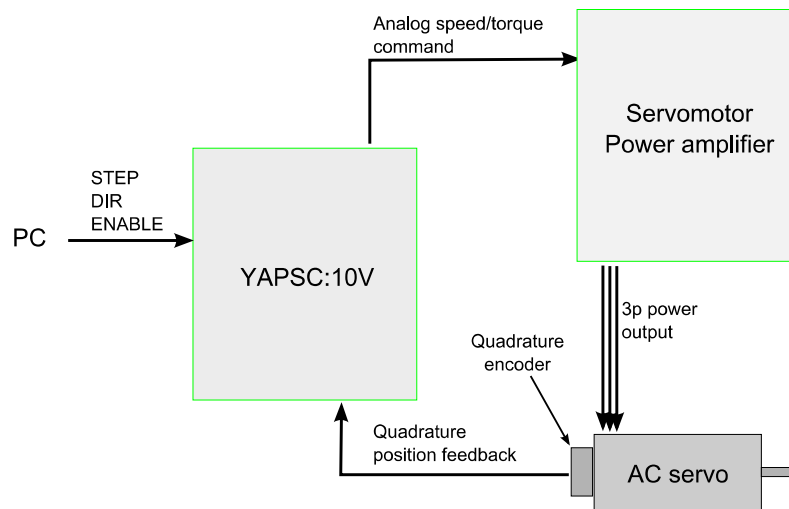 Analog speed/torque
command
Servomotor
Power amplifier
STEP
DIR
ENABLE
PC
YAPSC:10V
3p power
output
Quadrature
encoder
Quadrature
position feedback
AC servo